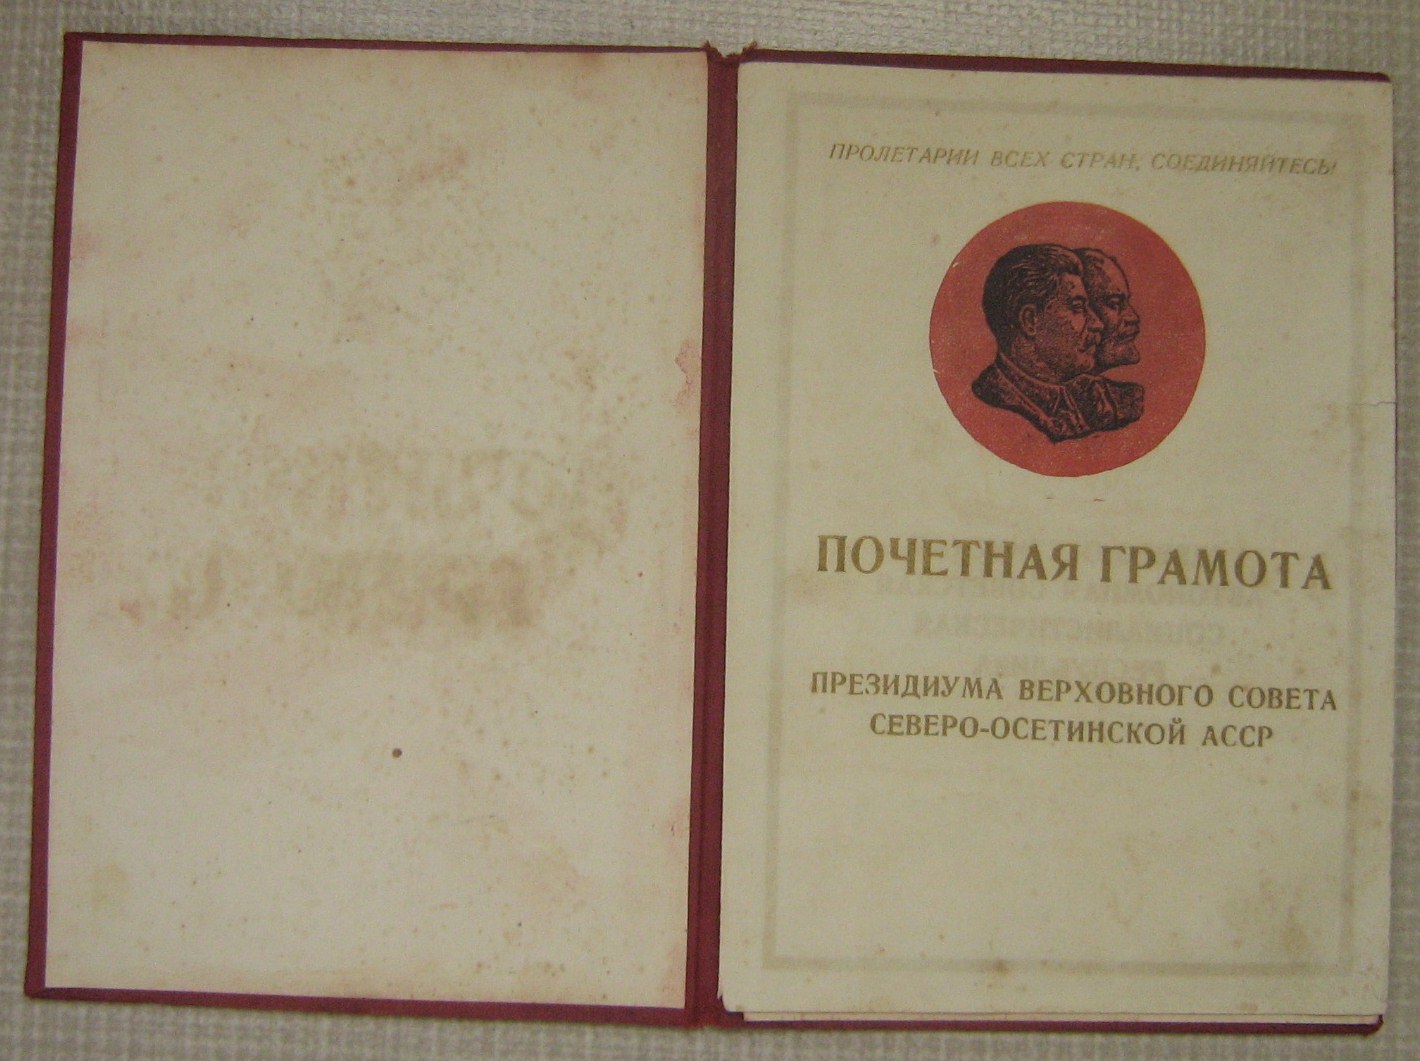 ПРОЛЕТАРИИ ВСЕХ СТРАН, СОЕДИНЯЙТЕСЬ!
ПОЧЕТНАЯ ГРАМОТА
ПРЕЗИДИУМА ВЕРХОВНОГО СОВЕТА
СЕВЕРО-ОСЕТИНСКОЙ АССР